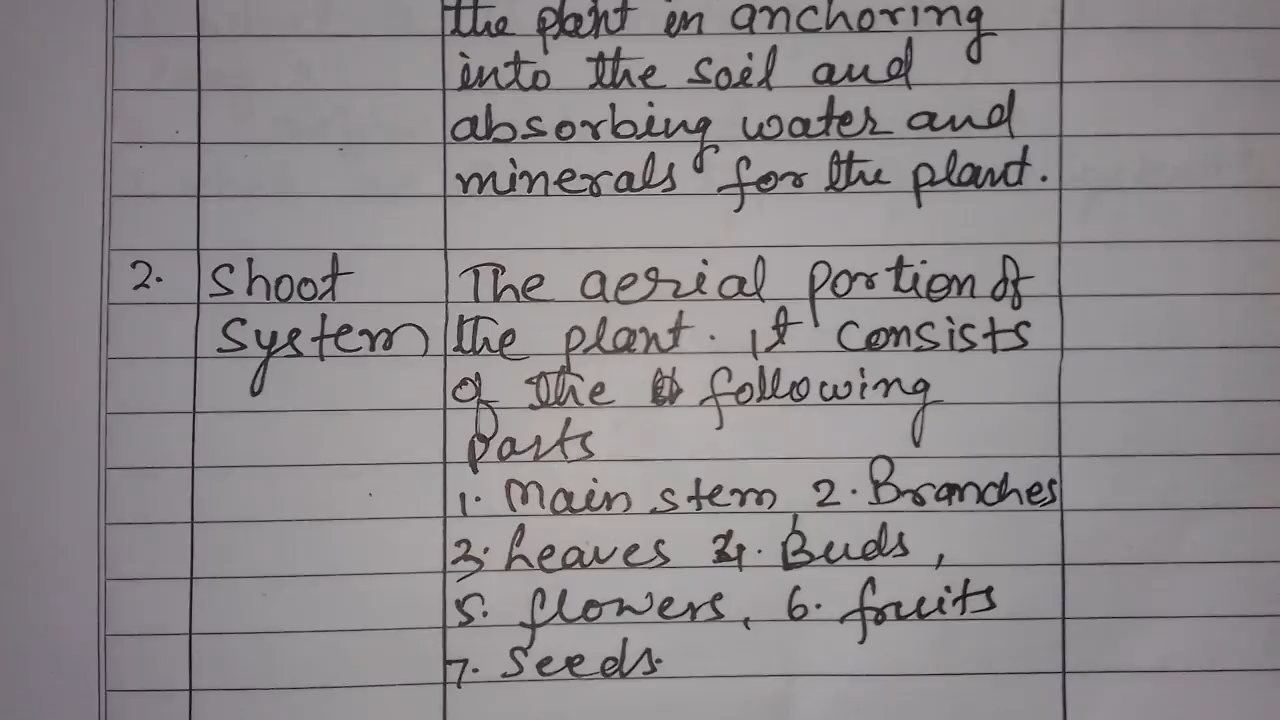 the plant in anchoring
into the soil and
absorbing water and
minerals for the plant.
2. Shoot The aerial portion of
System the plant. It consists
of the following
Parts
1. Main stem, 2. Branches
3. Leaves 4. Buds,
5. flowers, 6. fruits
7. Seeds.